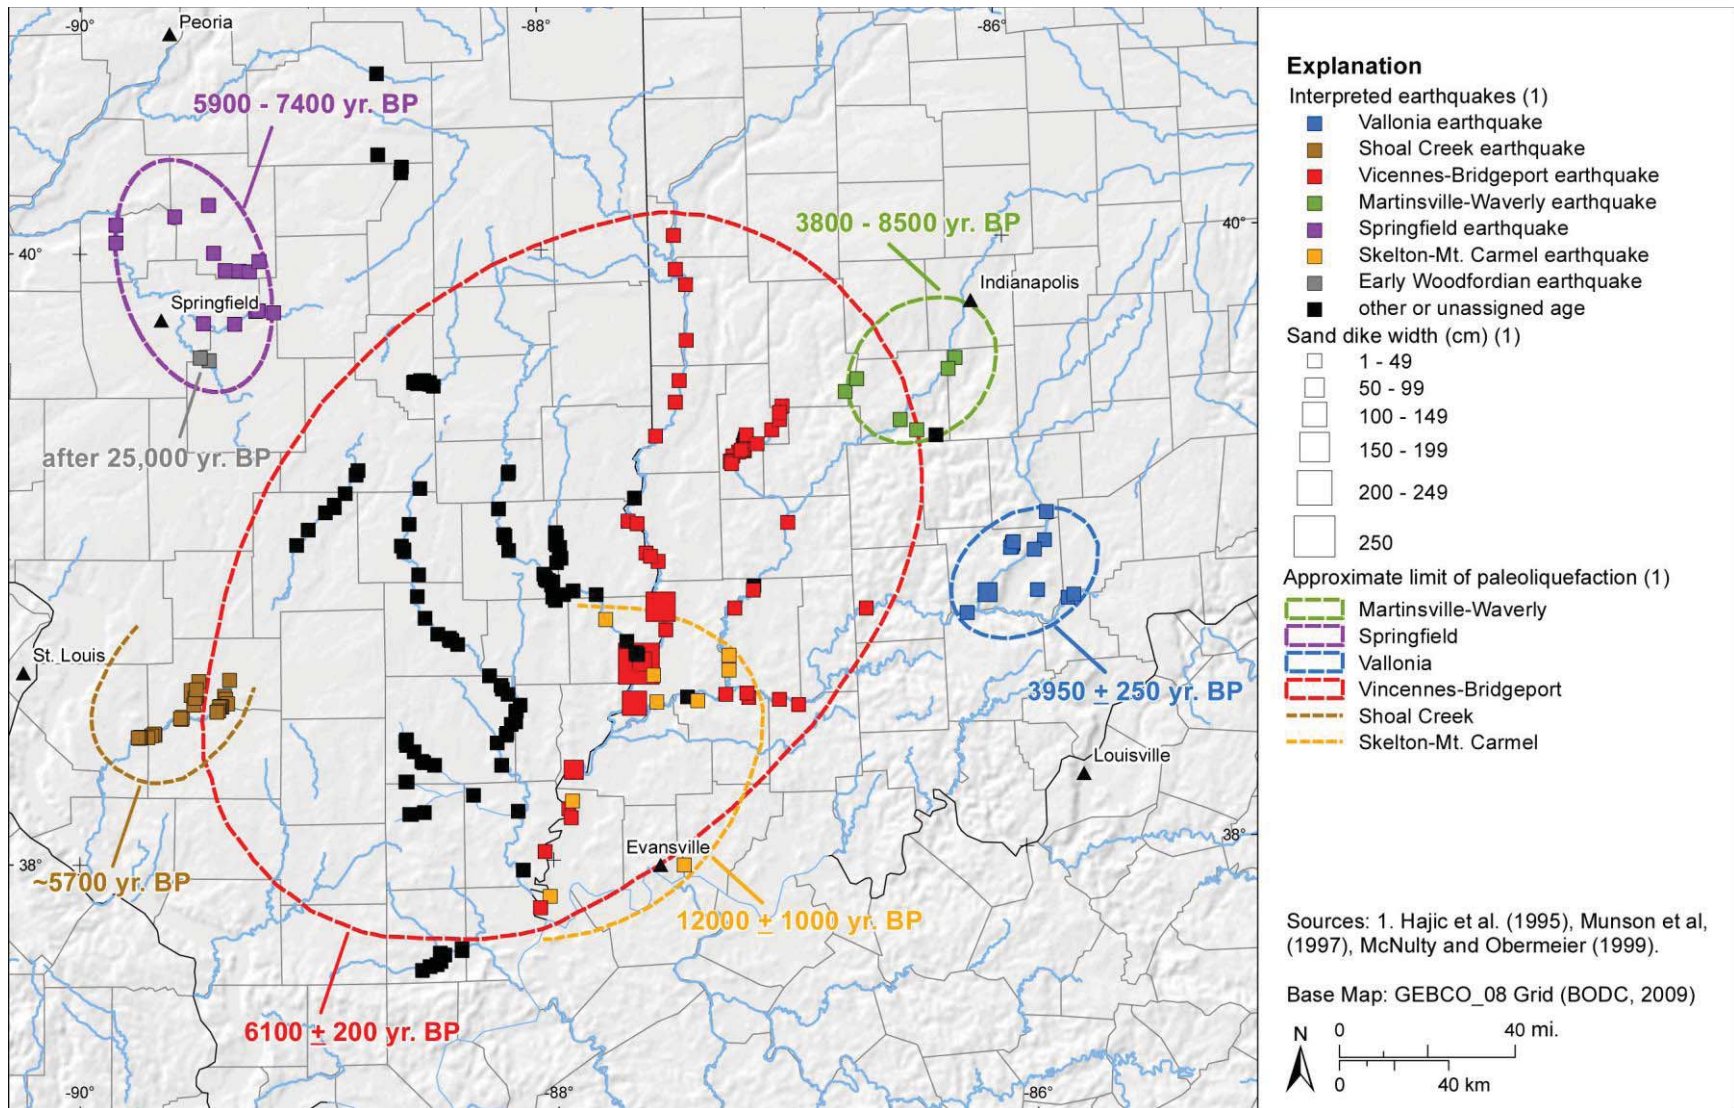 -90°
Peoria
-88°
-86°
5900 - 7400 yr. BP
3800 - 8500 yr. BP
40°
40°
Indianapolis
Springfield
after 25,000 yr. BP
St. Louis
3950 ± 250 yr. BP
Louisville
38°
Evansville
38°
~5700 yr. BP
12000 ± 1000 yr. BP
6100 ± 200 yr. BP
-90°
-88°
-86°
Explanation
Interpreted earthquakes (1)
Vallonia earthquake
Shoal Creek earthquake
Vicennes-Bridgeport earthquake
Martinsville-Waverly earthquake
Springfield earthquake
Skelton-Mt. Carmel earthquake
Early Woodfordian earthquake
other or unassigned age
Sand dike width (cm) (1)
1 - 49
50 - 99
100 - 149
150 - 199
200 - 249
250
Approximate limit of paleoliquefaction (1)
Martinsville-Waverly
Springfield
Vallonia
Vincennes-Bridgeport
Shoal Creek
Skelton-Mt. Carmel
Sources: 1. Hajic et al. (1995), Munson et al,
(1997), McNulty and Obermeier (1999).
Base Map: GEBCO_08 Grid (BODC, 2009)
N
0 40 mi.
0 40 km